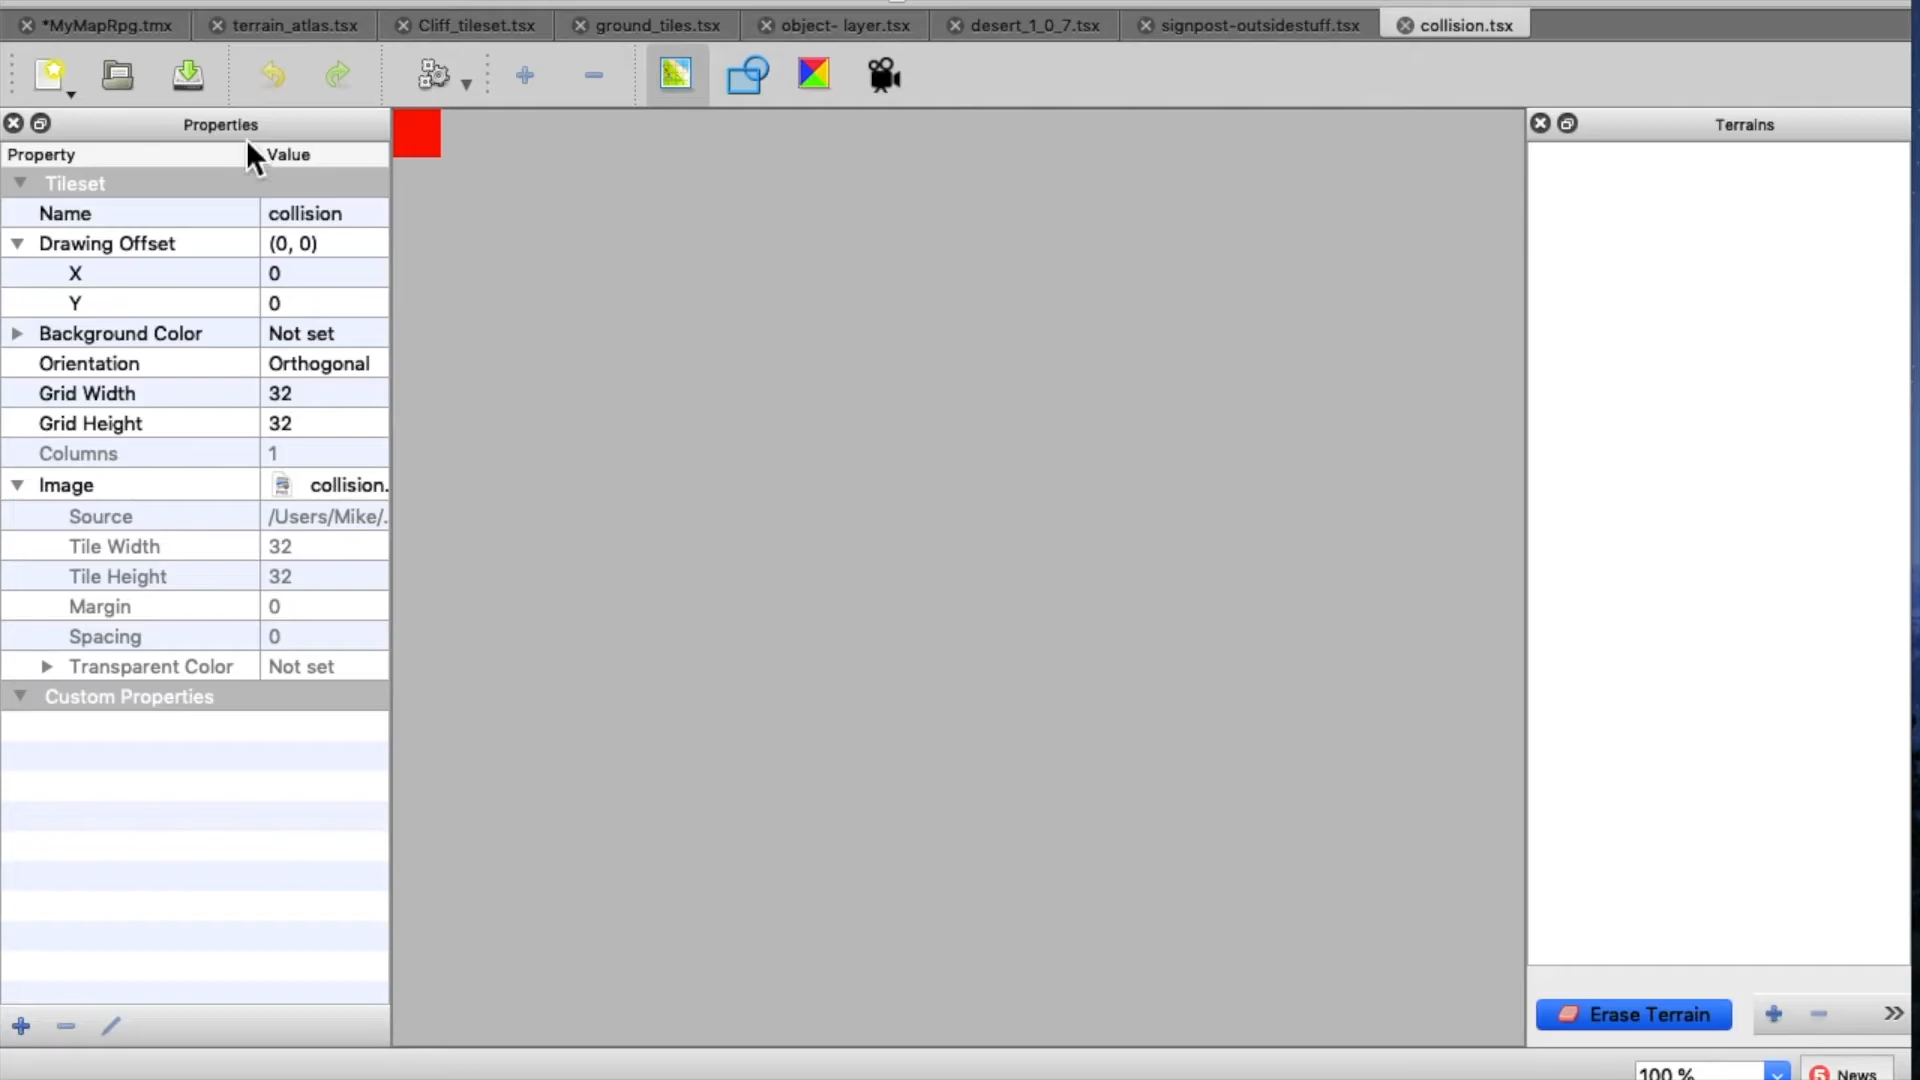 *MyMapRpg.tmx terrain_atlas.tsx Cliff_tileset.tsx ground_tiles.tsx object- layer.tsx desert_1_0_7.tsx signpost-outsidestuff.tsx collision.tsx
Properties
Terrains
Property Value
Tileset
Name collision
Drawing Offset (0, 0)
X 0
Y 0
Background Color Not set
Orientation Orthogonal
Grid Width 32
Grid Height 32
Columns 1
Image collision.
Source /Users/Mike/.
Tile Width 32
Tile Height 32
Margin 0
Spacing 0
Transparent Color Not set
Custom Properties
Erase Terrain
100 % News